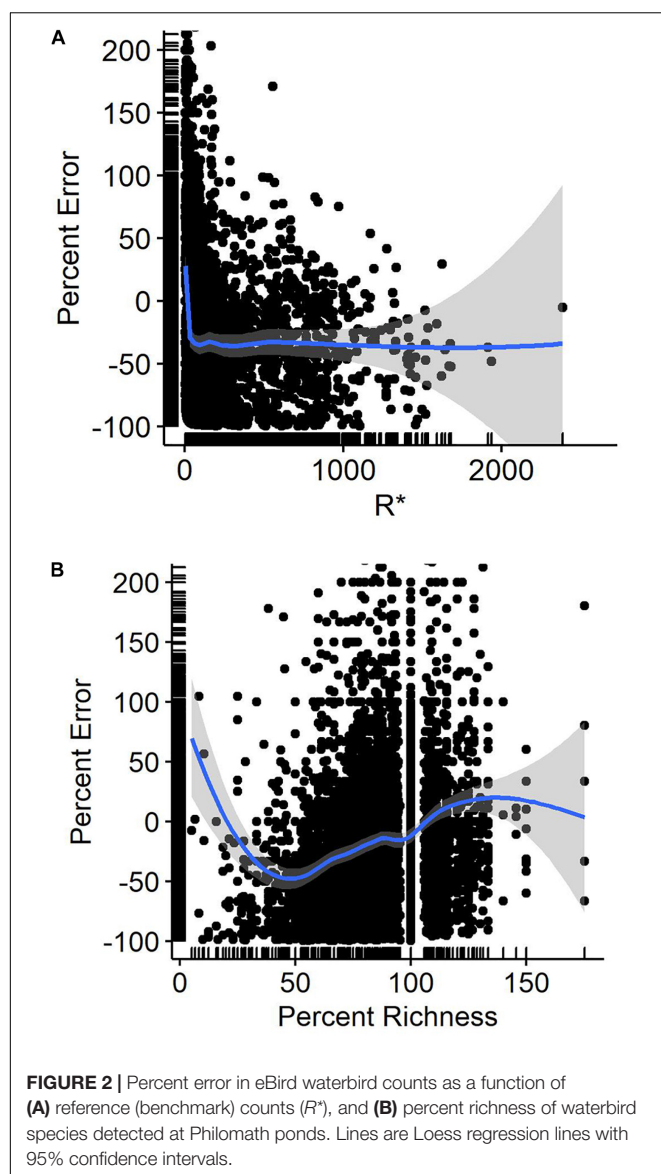 A
200
150
100
50
0
-50
-100
Percent Error
0
1000
2000
R*
B
200
150
100
50
0
-50
-100
Percent Error
0
50
100
150
Percent Richness
FIGURE 2 | Percent error in eBird waterbird counts as a function of
(A) reference (benchmark) counts (R*), and (B) percent richness of waterbird
species detected at Philomath ponds. Lines are Loess regression lines with
95% confidence intervals.